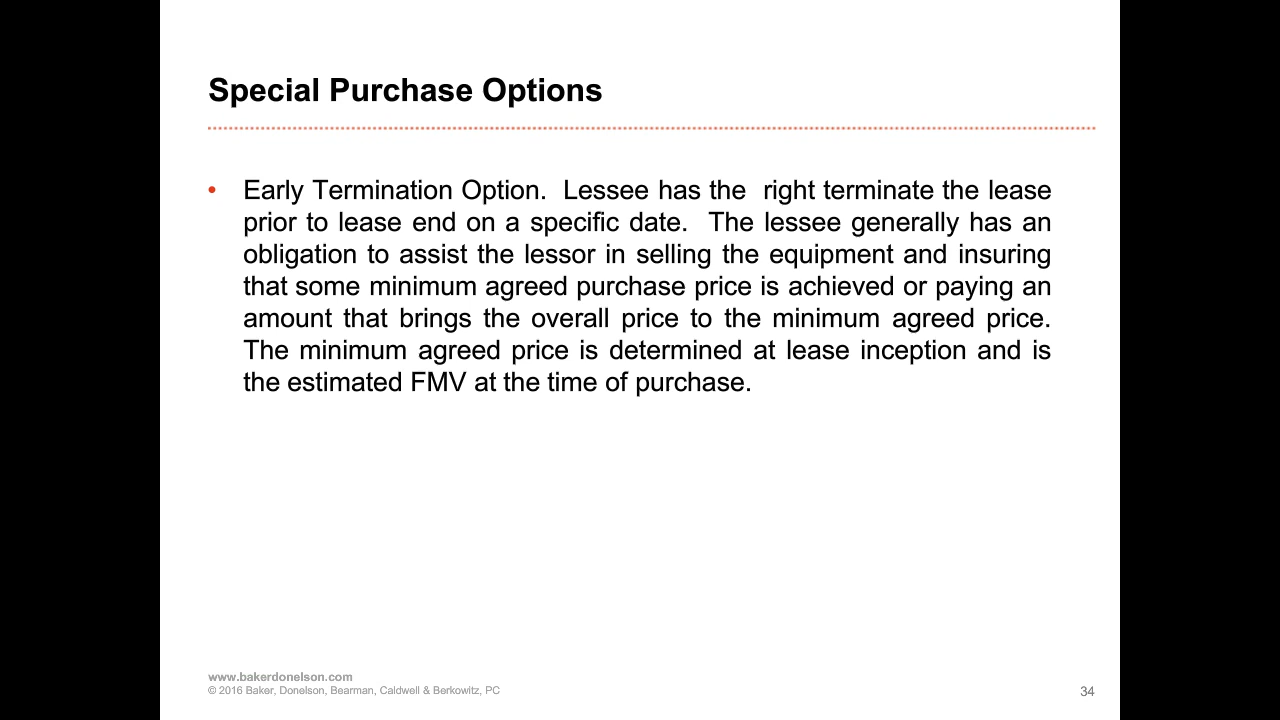 Special Purchase Options
• Early Termination Option.  Lessee has the  right terminate the lease
prior to lease end on a specific date.  The lessee generally has an
obligation to assist the lessor in selling the equipment and insuring
that some minimum agreed purchase price is achieved or paying an
amount that brings the overall price to the minimum agreed price.
The minimum agreed price is determined at lease inception and is
the estimated FMV at the time of purchase.
www.bakerdonelson.com
© 2016 Baker, Donelson, Bearman, Caldwell & Berkowitz, PC
34